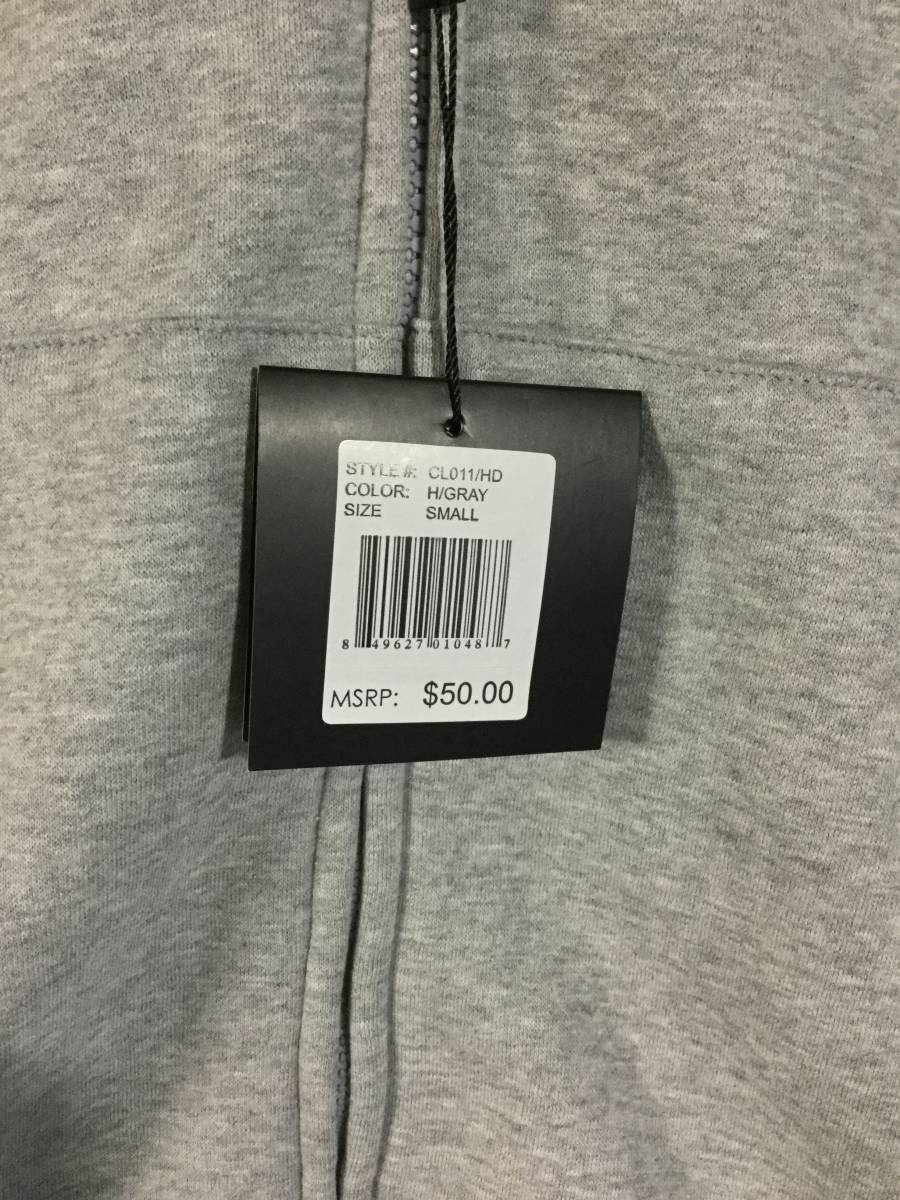 STYLE #: CL011/HD
COLOR: H/GRAY
SIZE SMALL
8 49627 01048 7
MSRP: $50.00